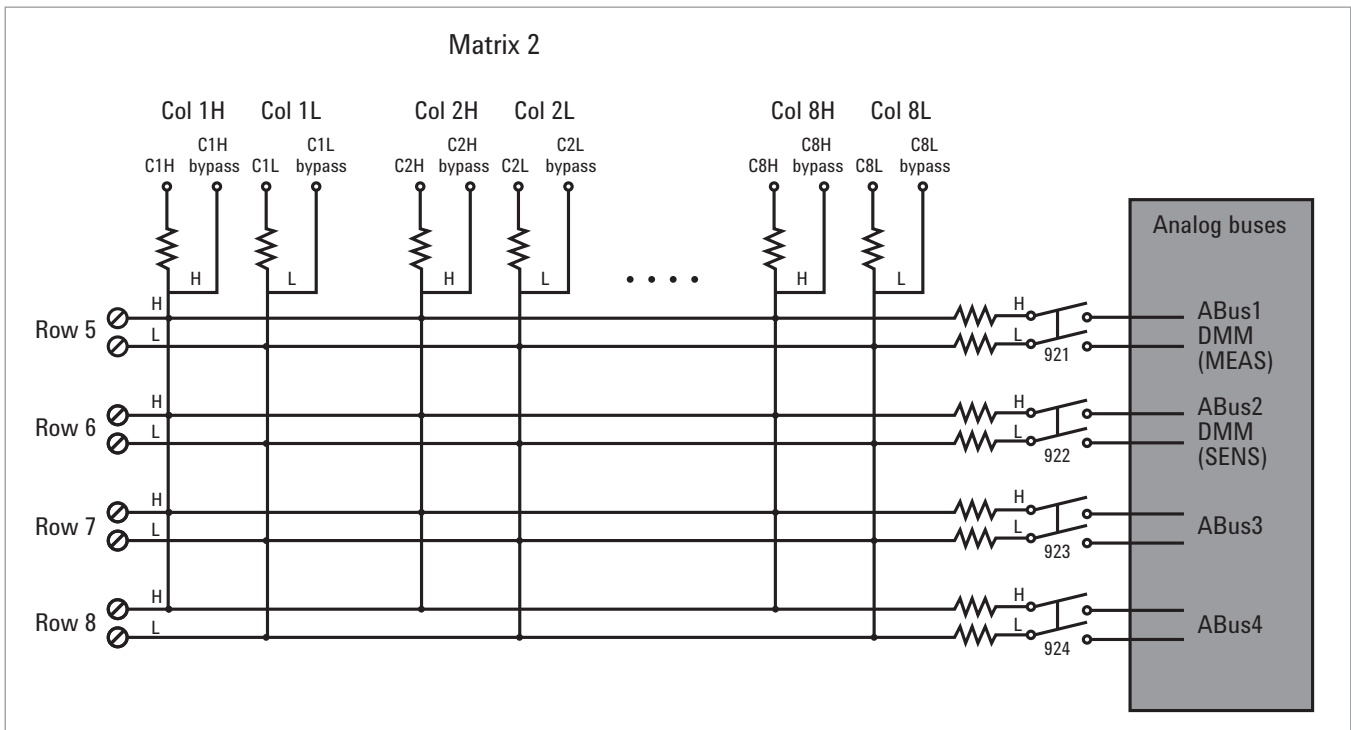 Matrix 2
Col 1H Col 1L Col 2H Col 2L Col 8H Col 8L
C1H C1L C2H C2L C8H C8L
C1H bypass C1L bypass C2H bypass C2L bypass C8H bypass C8L bypass
H L H L H L
Analog buses
Row 5
H
L
H
L
921
ABus1
DMM
(MEAS)
Row 6
H
L
H
L
922
ABus2
DMM
(SENS)
Row 7
H
L
H
L
923
ABus3
Row 8
H
L
H
L
924
ABus4